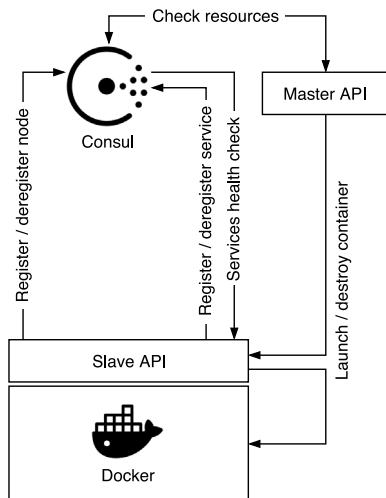 Check resources
Master API
Consul
Register / deregister node
Register / deregister service
Services health check
Launch / destroy container
Slave API
Docker